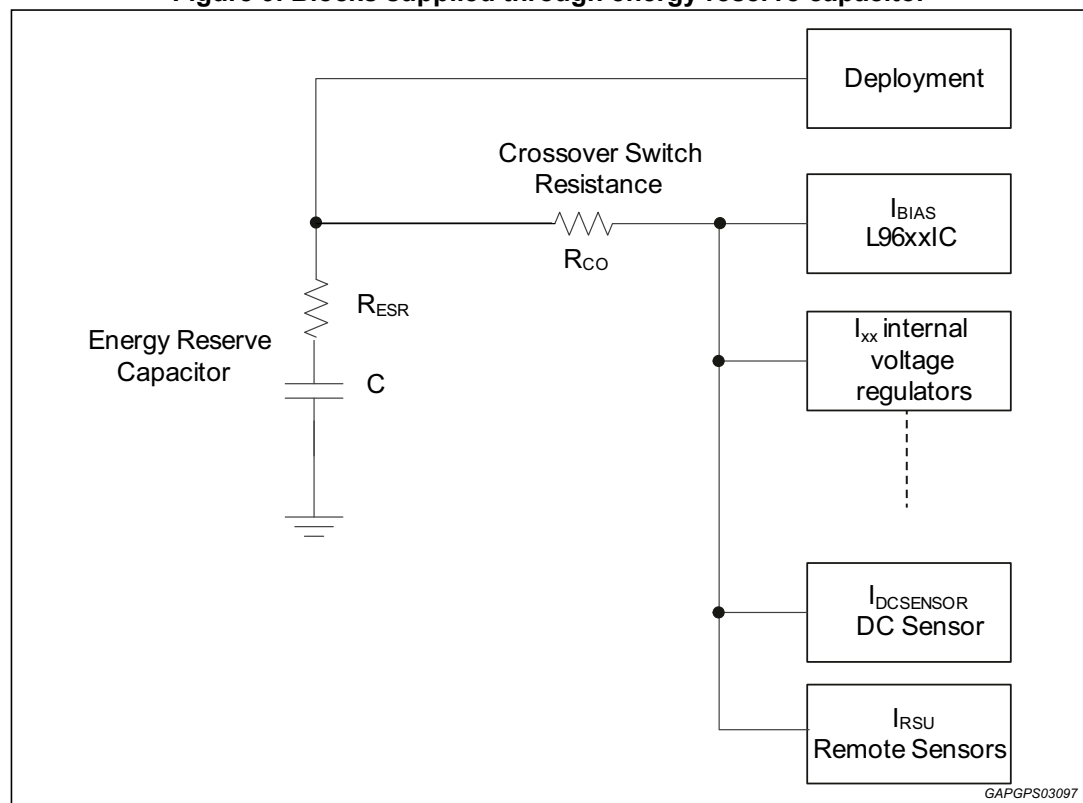 Deployment
Crossover Switch
Resistance
R_CO
I_BIAS
L96xxIC
R_ESR
Energy Reserve
Capacitor
C
I_xx internal
voltage
regulators
I_DCSENSOR
DC Sensor
I_RSU
Remote Sensors
GAPGPS03097